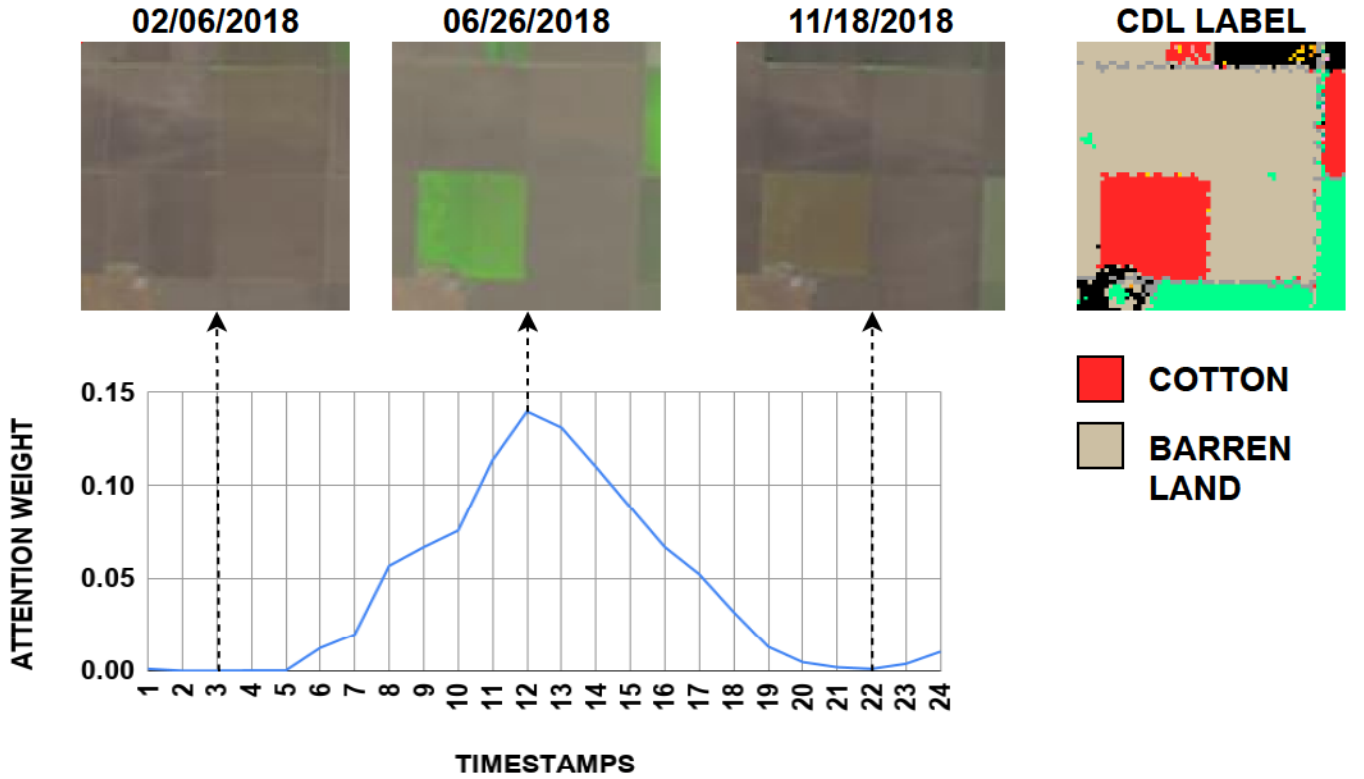 02/06/2018
06/26/2018
11/18/2018
CDL LABEL
COTTON
BARREN
LAND
ATTENTION WEIGHT
0.15
0.10
0.05
0.00
1 2 3 4 5 6 7 8 9 10 11 12 13 14 15 16 17 18 19 20 21 22 23 24
TIMESTAMPS